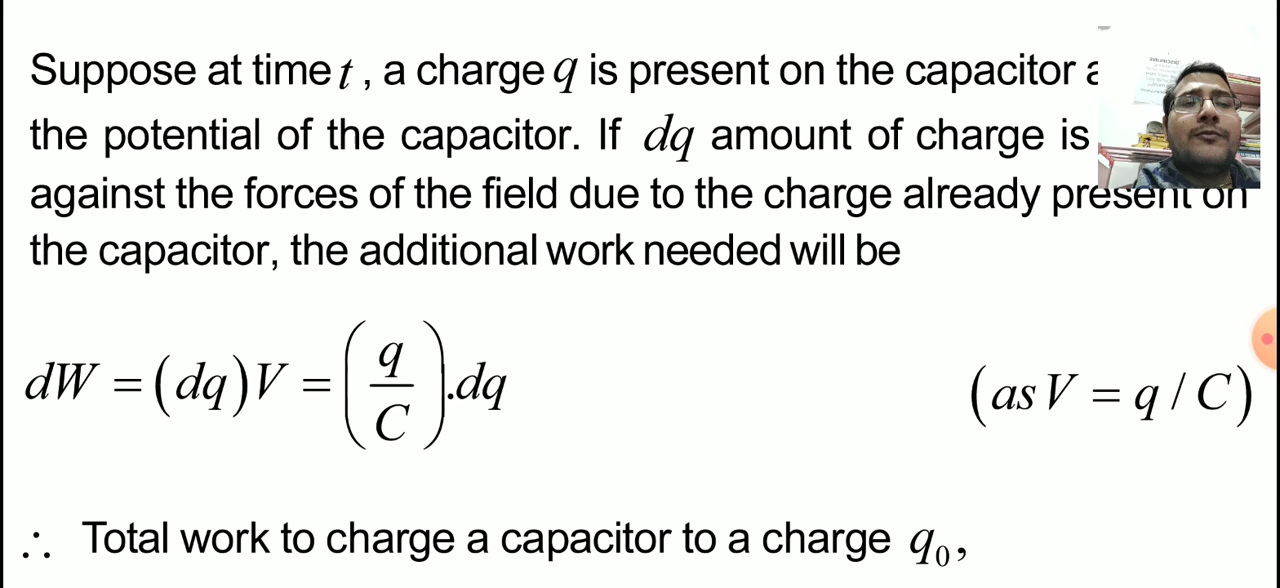 Suppose at time t, a charge q is present on the capacitor
the potential of the capacitor. If dq amount of charge is
against the forces of the field due to the charge already present on
the capacitor, the additional work needed will be
dW = (dq)V = (q/C).dq (as V = q / C)
∴ Total work to charge a capacitor to a charge q₀,